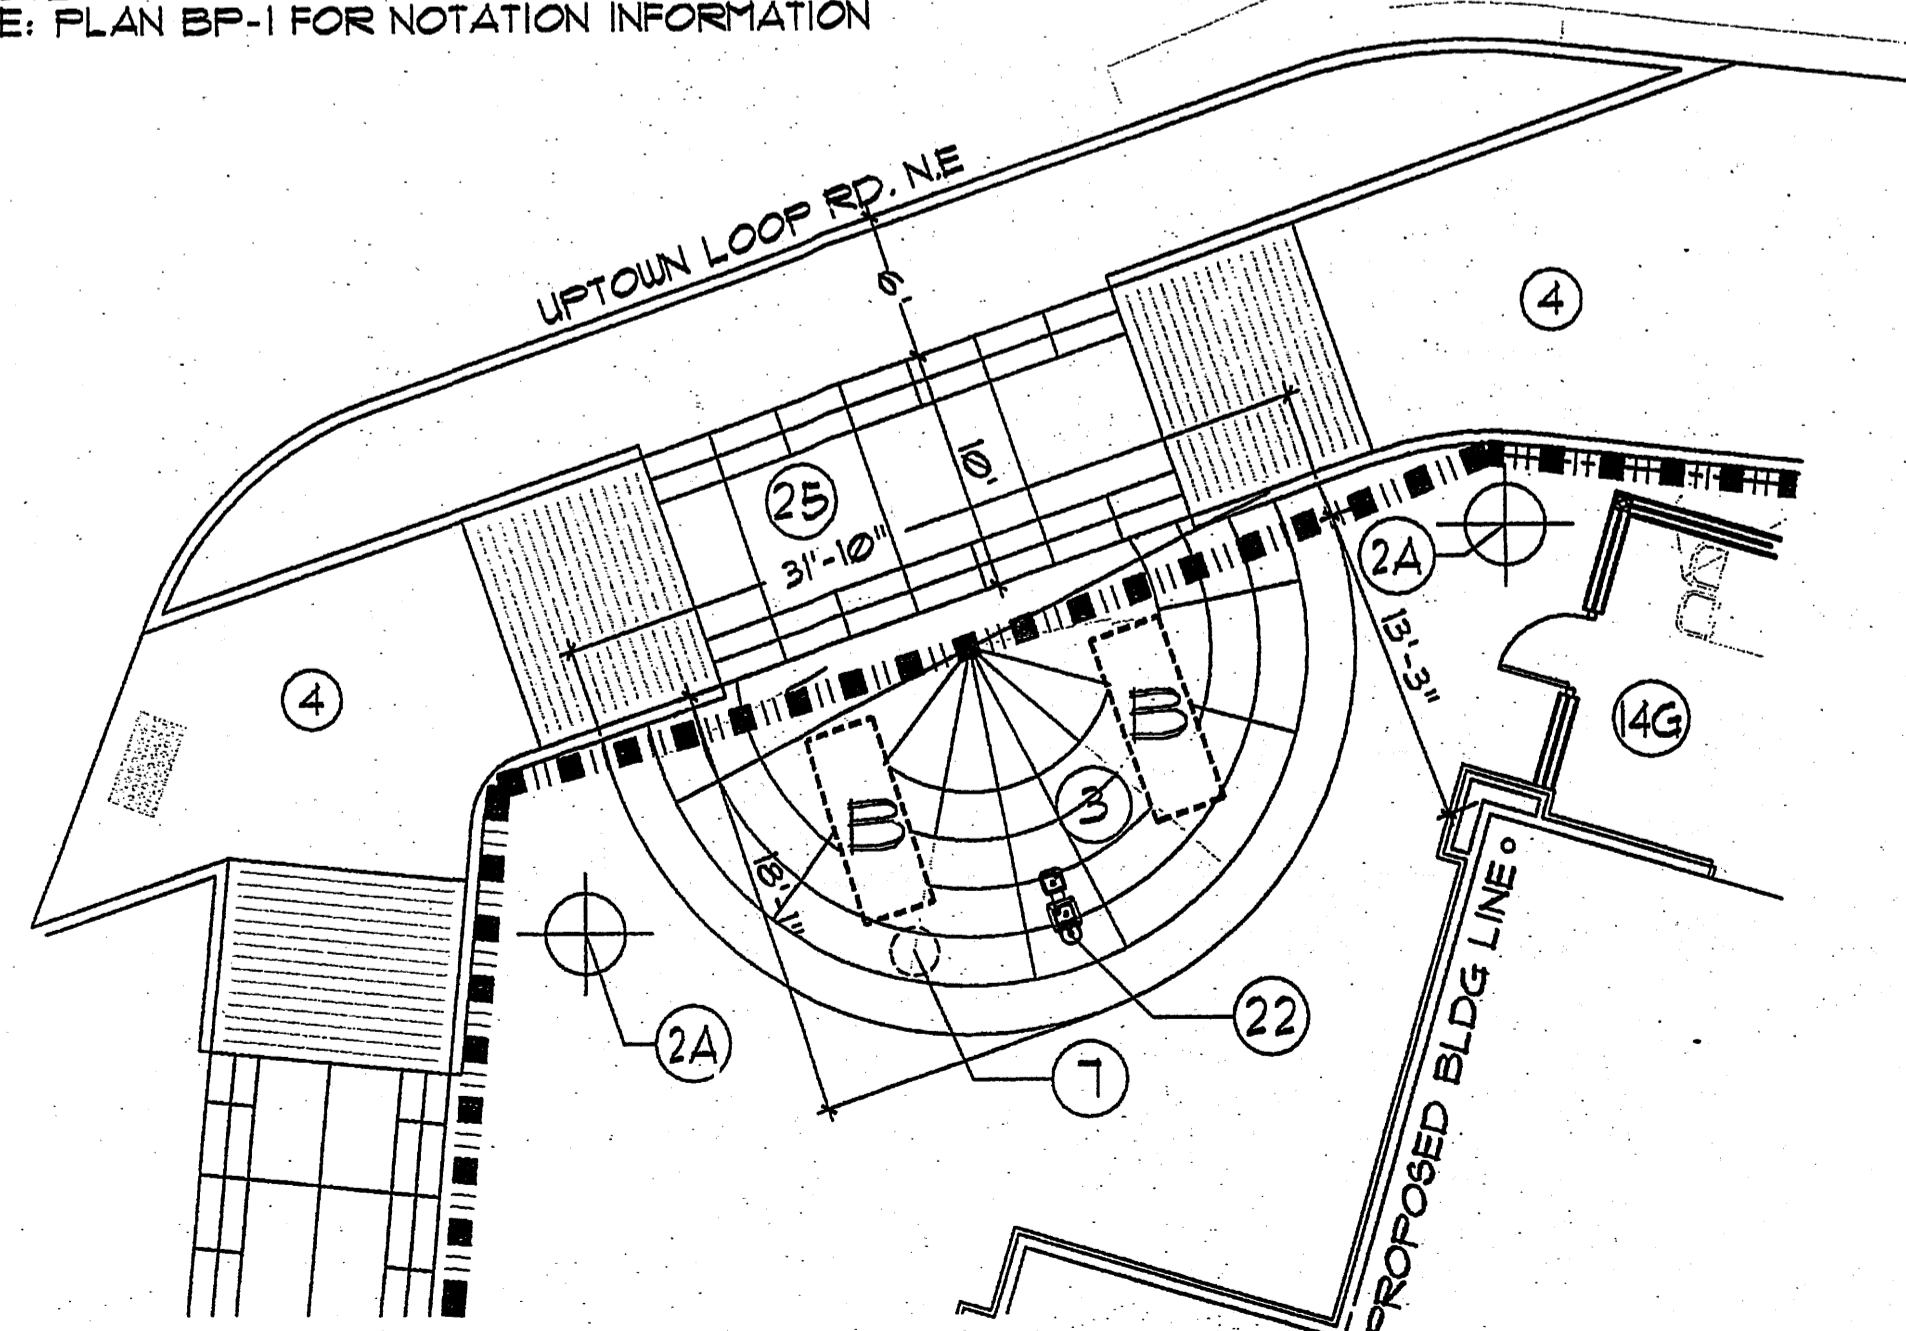 E: PLAN BP-1 FOR NOTATION INFORMATION
UPTOWN LOOP RD. N.E
6'
4
10'
25
31'-10"
2A
13'-3"
4
14G
B
B
3
18'-1"
22
2A
7
PROPOSED BLDG LINE